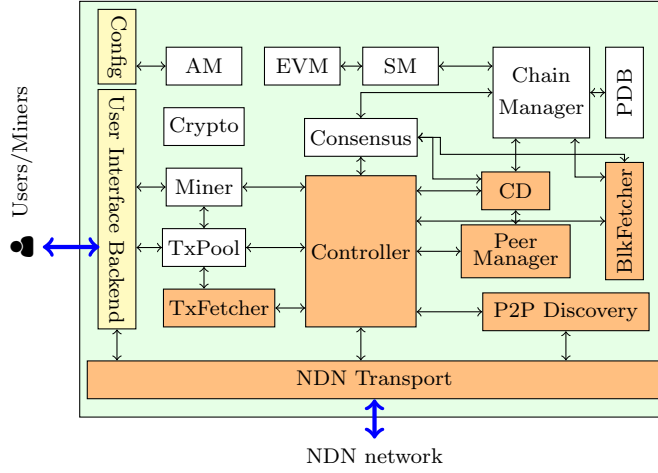 Config
AM
EVM
SM
Chain
Manager
PDB
Users/Miners
User Interface Backend
Crypto
Consensus
Miner
CD
BlkFetcher
TxPool
Controller
Peer
Manager
TxFetcher
P2P Discovery
NDN Transport
NDN network